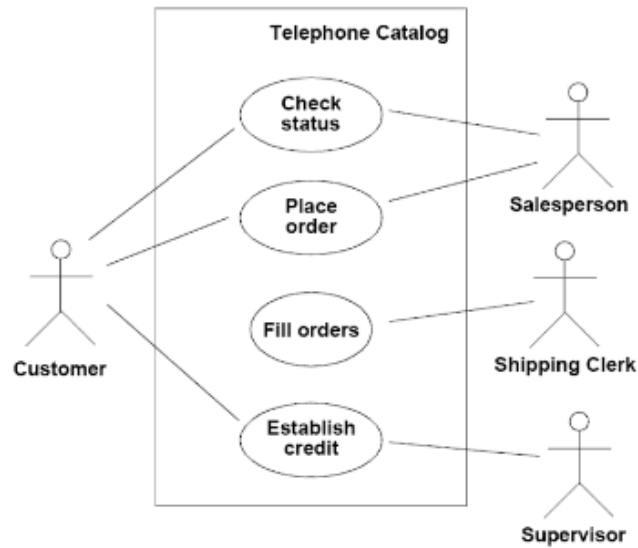 Telephone Catalog
Check
status
Place
order
Salesperson
Fill orders
Customer
Shipping Clerk
Establish
credit
Supervisor